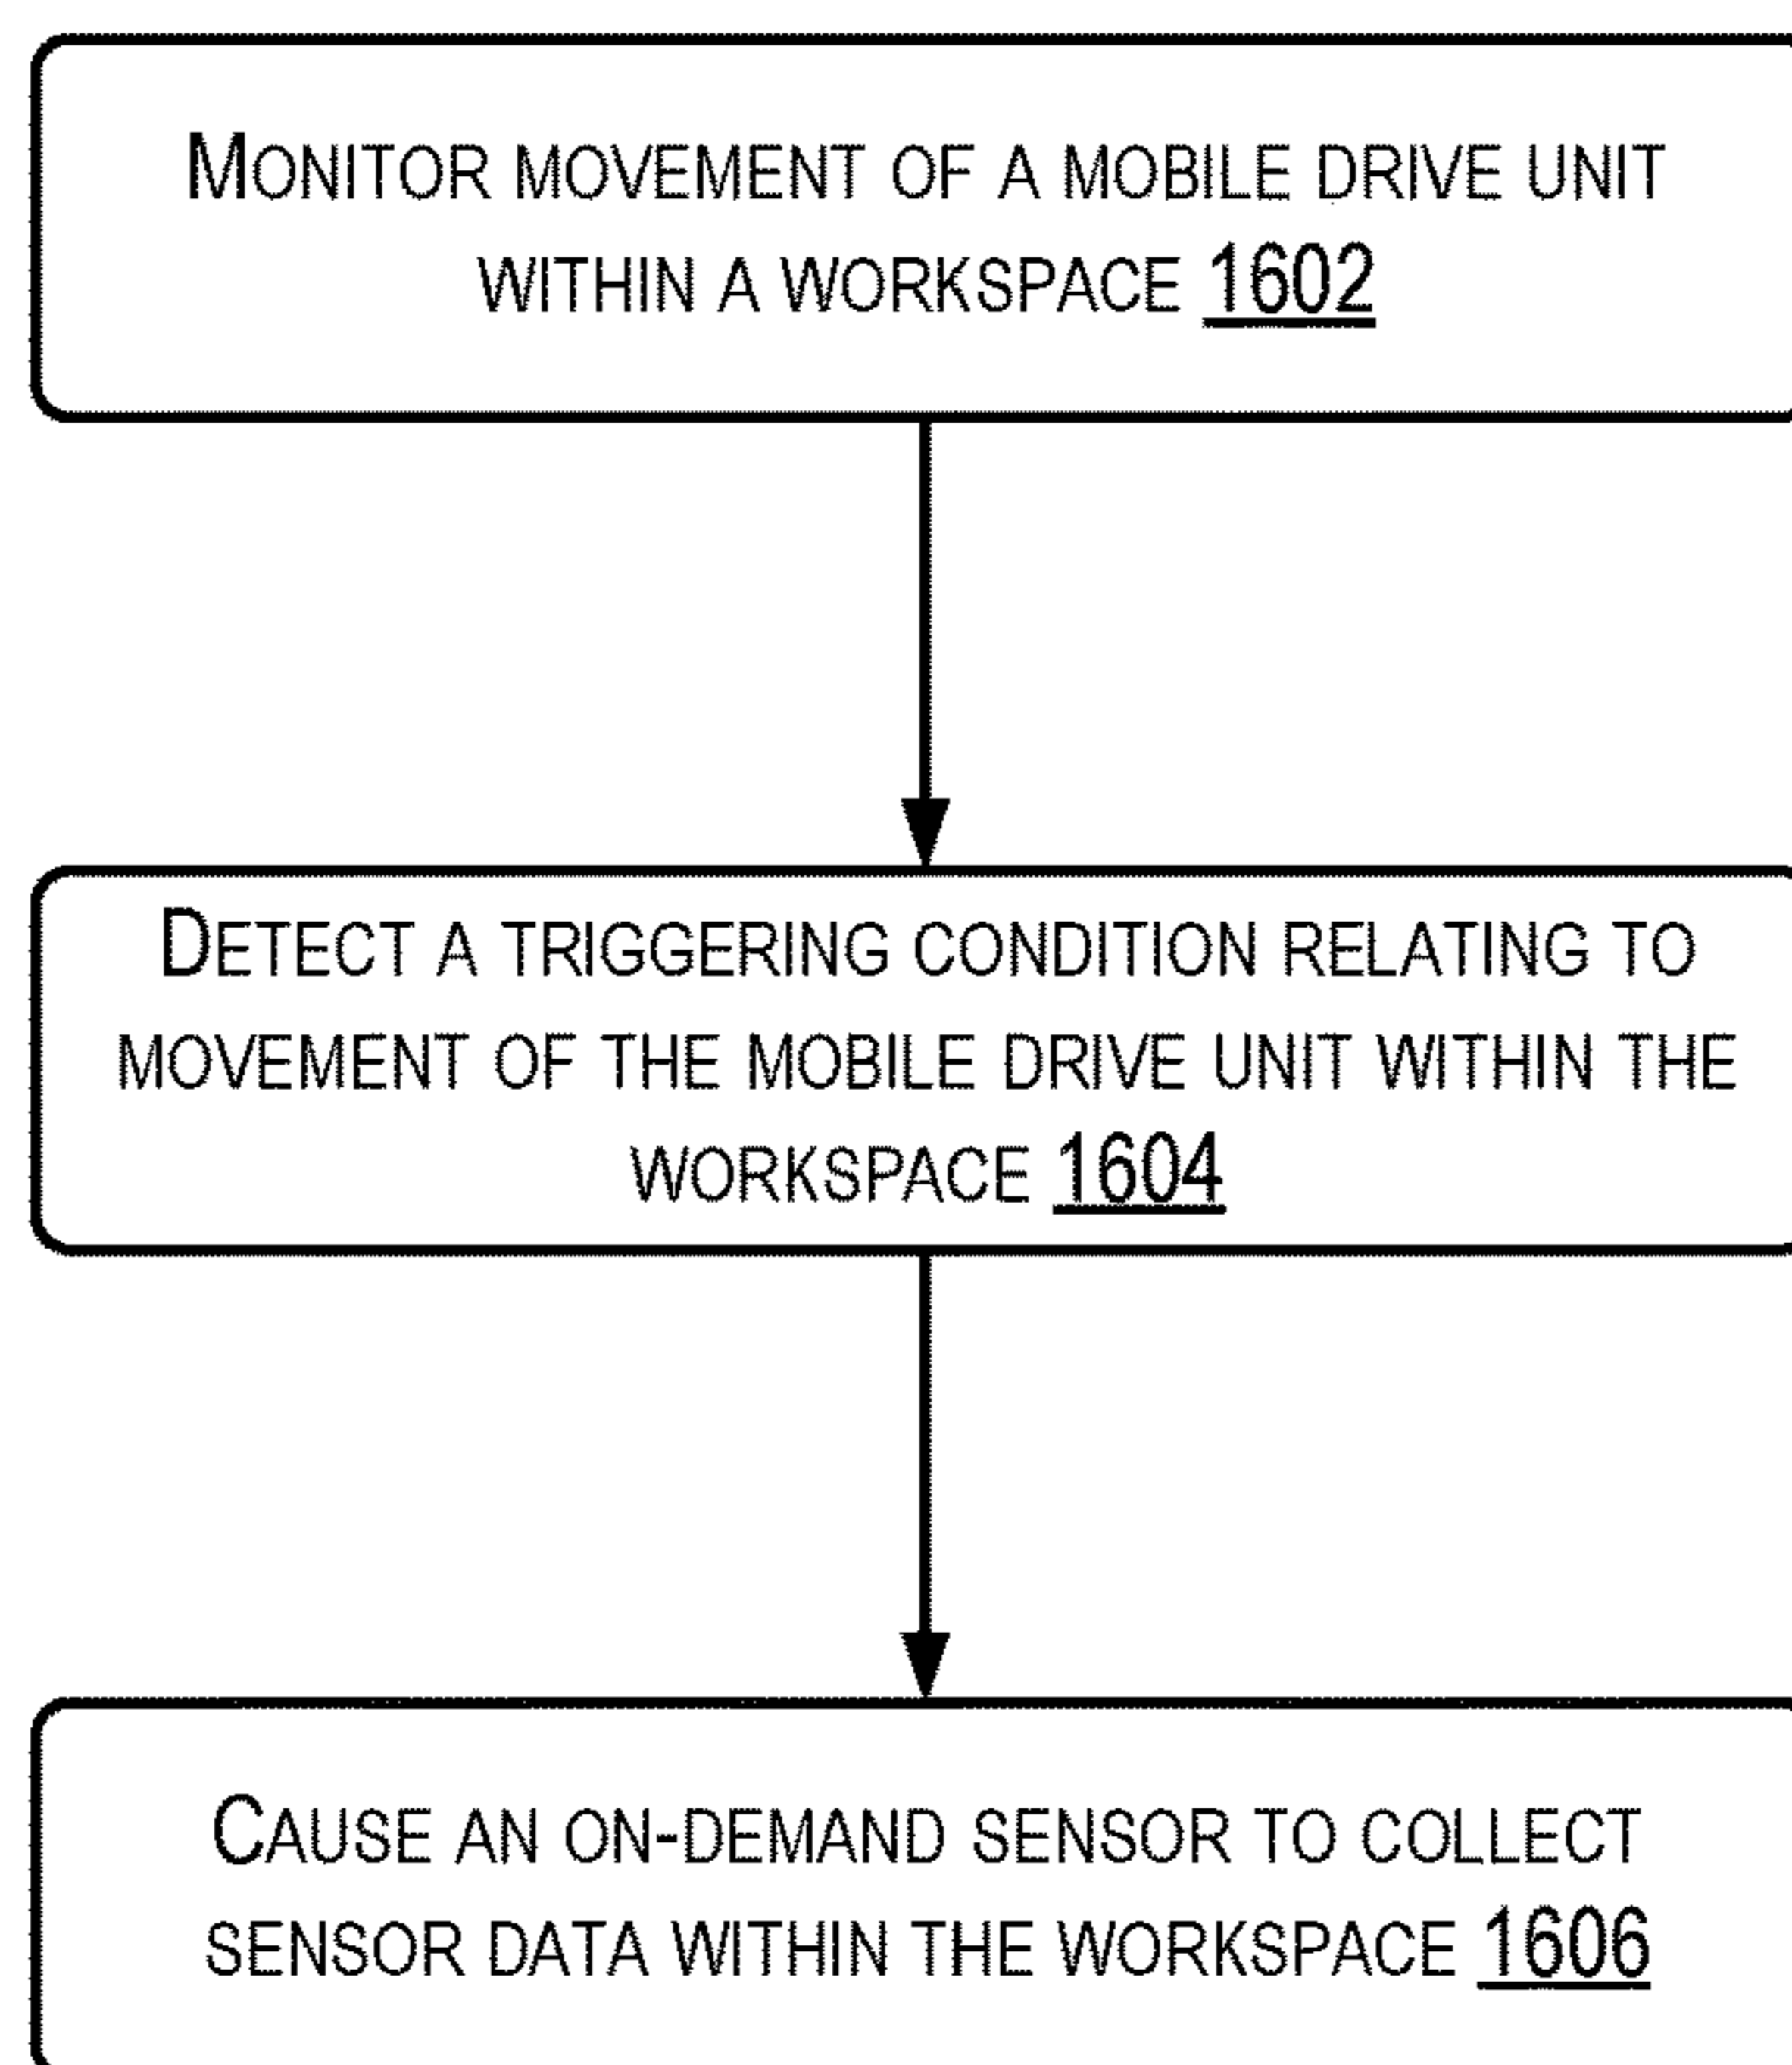 MONITOR MOVEMENT OF A MOBILE DRIVE UNIT
WITHIN A WORKSPACE 1602
DETECT A TRIGGERING CONDITION RELATING TO
MOVEMENT OF THE MOBILE DRIVE UNIT WITHIN THE
WORKSPACE 1604
CAUSE AN ON-DEMAND SENSOR TO COLLECT
SENSOR DATA WITHIN THE WORKSPACE 1606